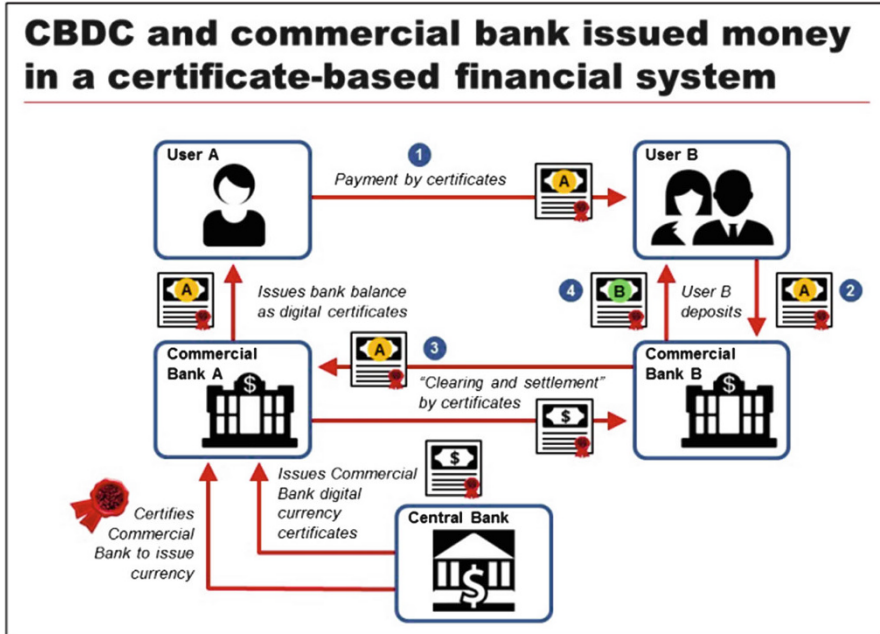 CBDC and commercial bank issued money
in a certificate-based financial system
User A
1
Payment by certificates
A
User B
A
Issues bank balance
as digital certificates
4
B
User B
deposits
A
2
Commercial
Bank A
$
A
3
"Clearing and settlement"
by certificates
$
Commercial
Bank B
$
Certifies
Commercial
Bank to issue
currency
Issues Commercial
Bank digital
currency
certificates
$
Central Bank
$